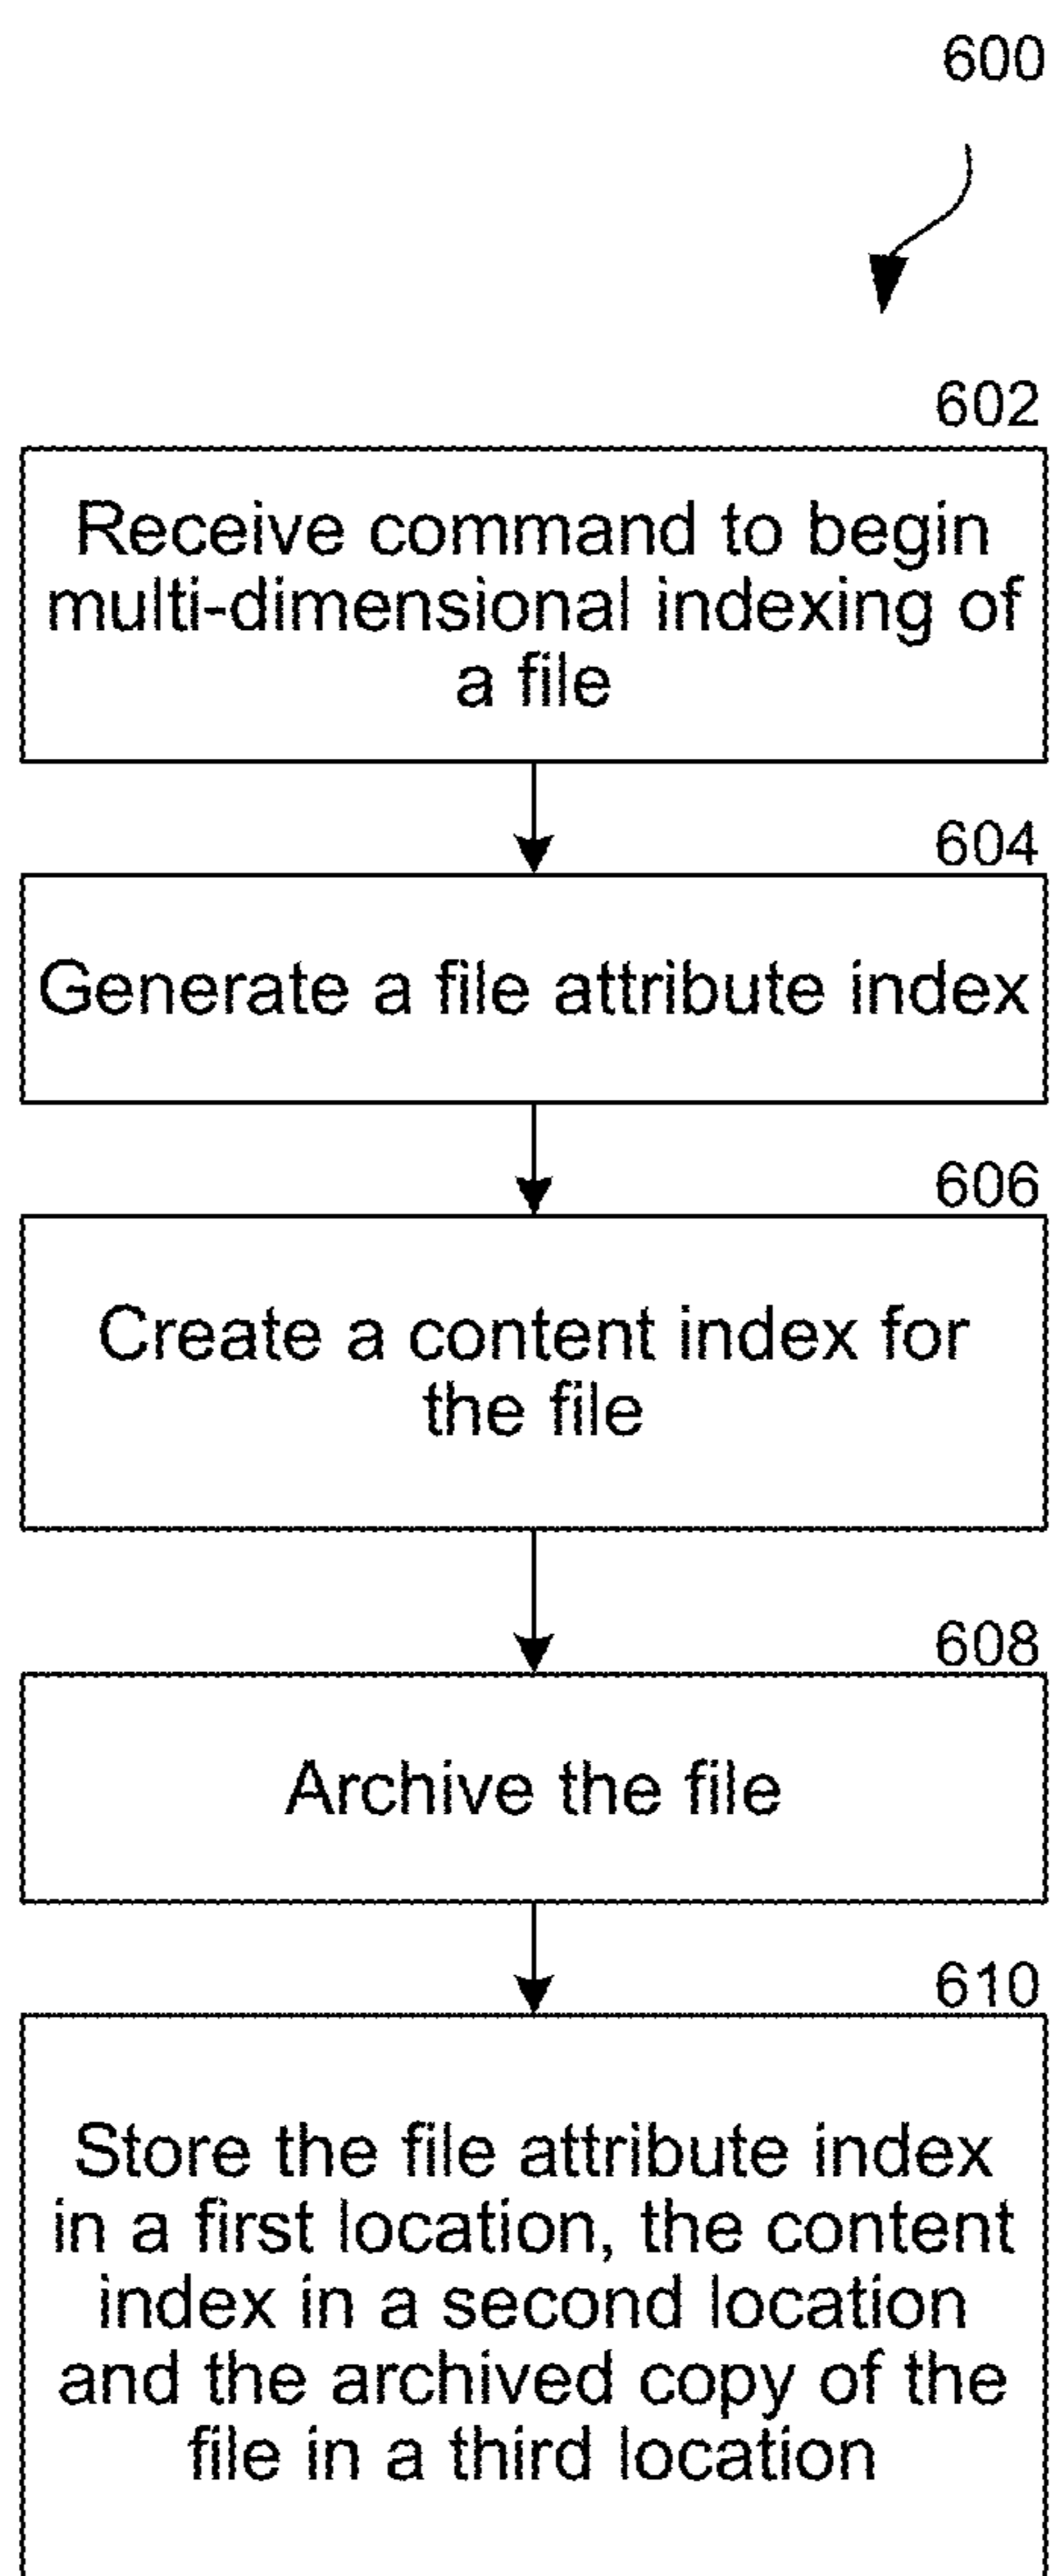 600
602
Receive command to begin
multi-dimensional indexing of
a file
604
Generate a file attribute index
606
Create a content index for
the file
608
Archive the file
610
Store the file attribute index
in a first location, the content
index in a second location
and the archived copy of the
file in a third location